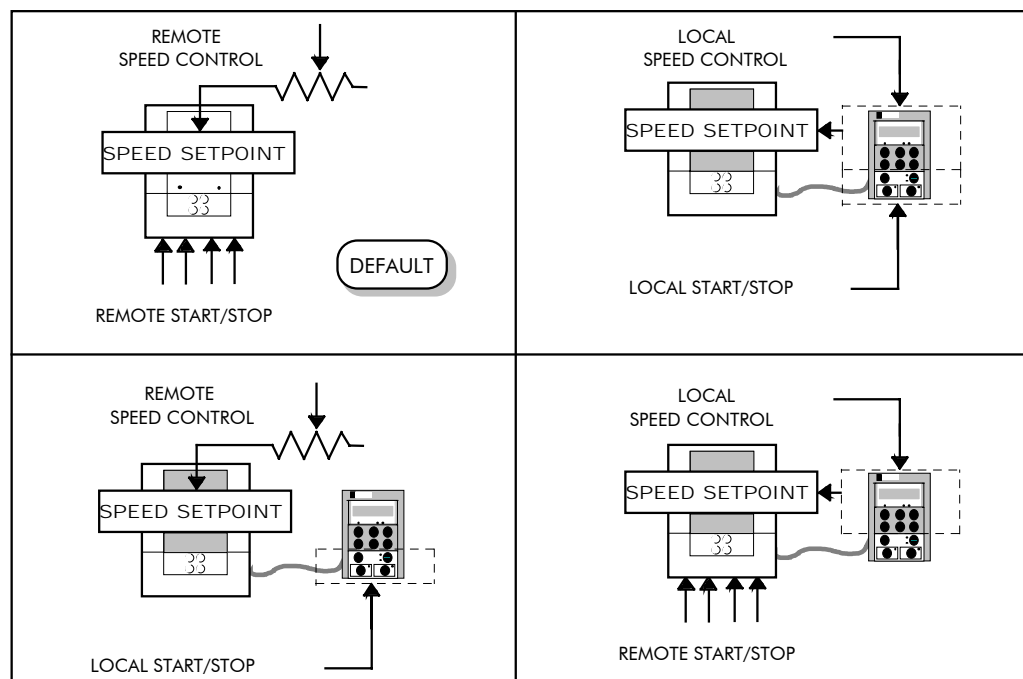 REMOTE
SPEED CONTROL
SPEED SETPOINT
DEFAULT
REMOTE START/STOP
LOCAL
SPEED CONTROL
SPEED SETPOINT
LOCAL START/STOP
REMOTE
SPEED CONTROL
SPEED SETPOINT
LOCAL START/STOP
LOCAL
SPEED CONTROL
SPEED SETPOINT
REMOTE START/STOP